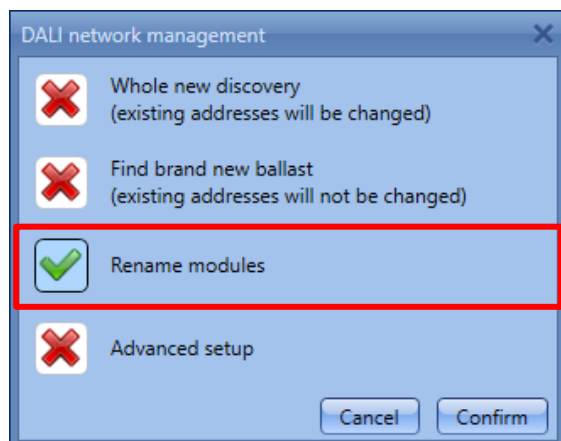 DALI network management
Whole new discovery
(existing addresses will be changed)
Find brand new ballast
(existing addresses will not be changed)
Rename modules
Advanced setup
Cancel Confirm